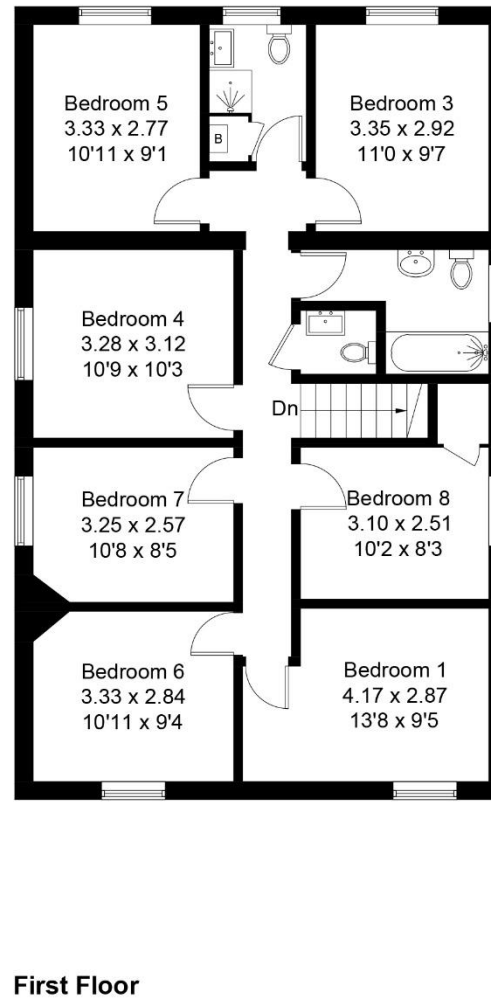 Bedroom 5
3.33 x 2.77
10'11 x 9'1
B
Bedroom 3
3.35 x 2.92
11'0 x 9'7
Bedroom 4
3.28 x 3.12
10'9 x 10'3
Dn
Bedroom 7
3.25 x 2.57
10'8 x 8'5
Bedroom 8
3.10 x 2.51
10'2 x 8'3
Bedroom 6
3.33 x 2.84
10'11 x 9'4
Bedroom 1
4.17 x 2.87
13'8 x 9'5
First Floor